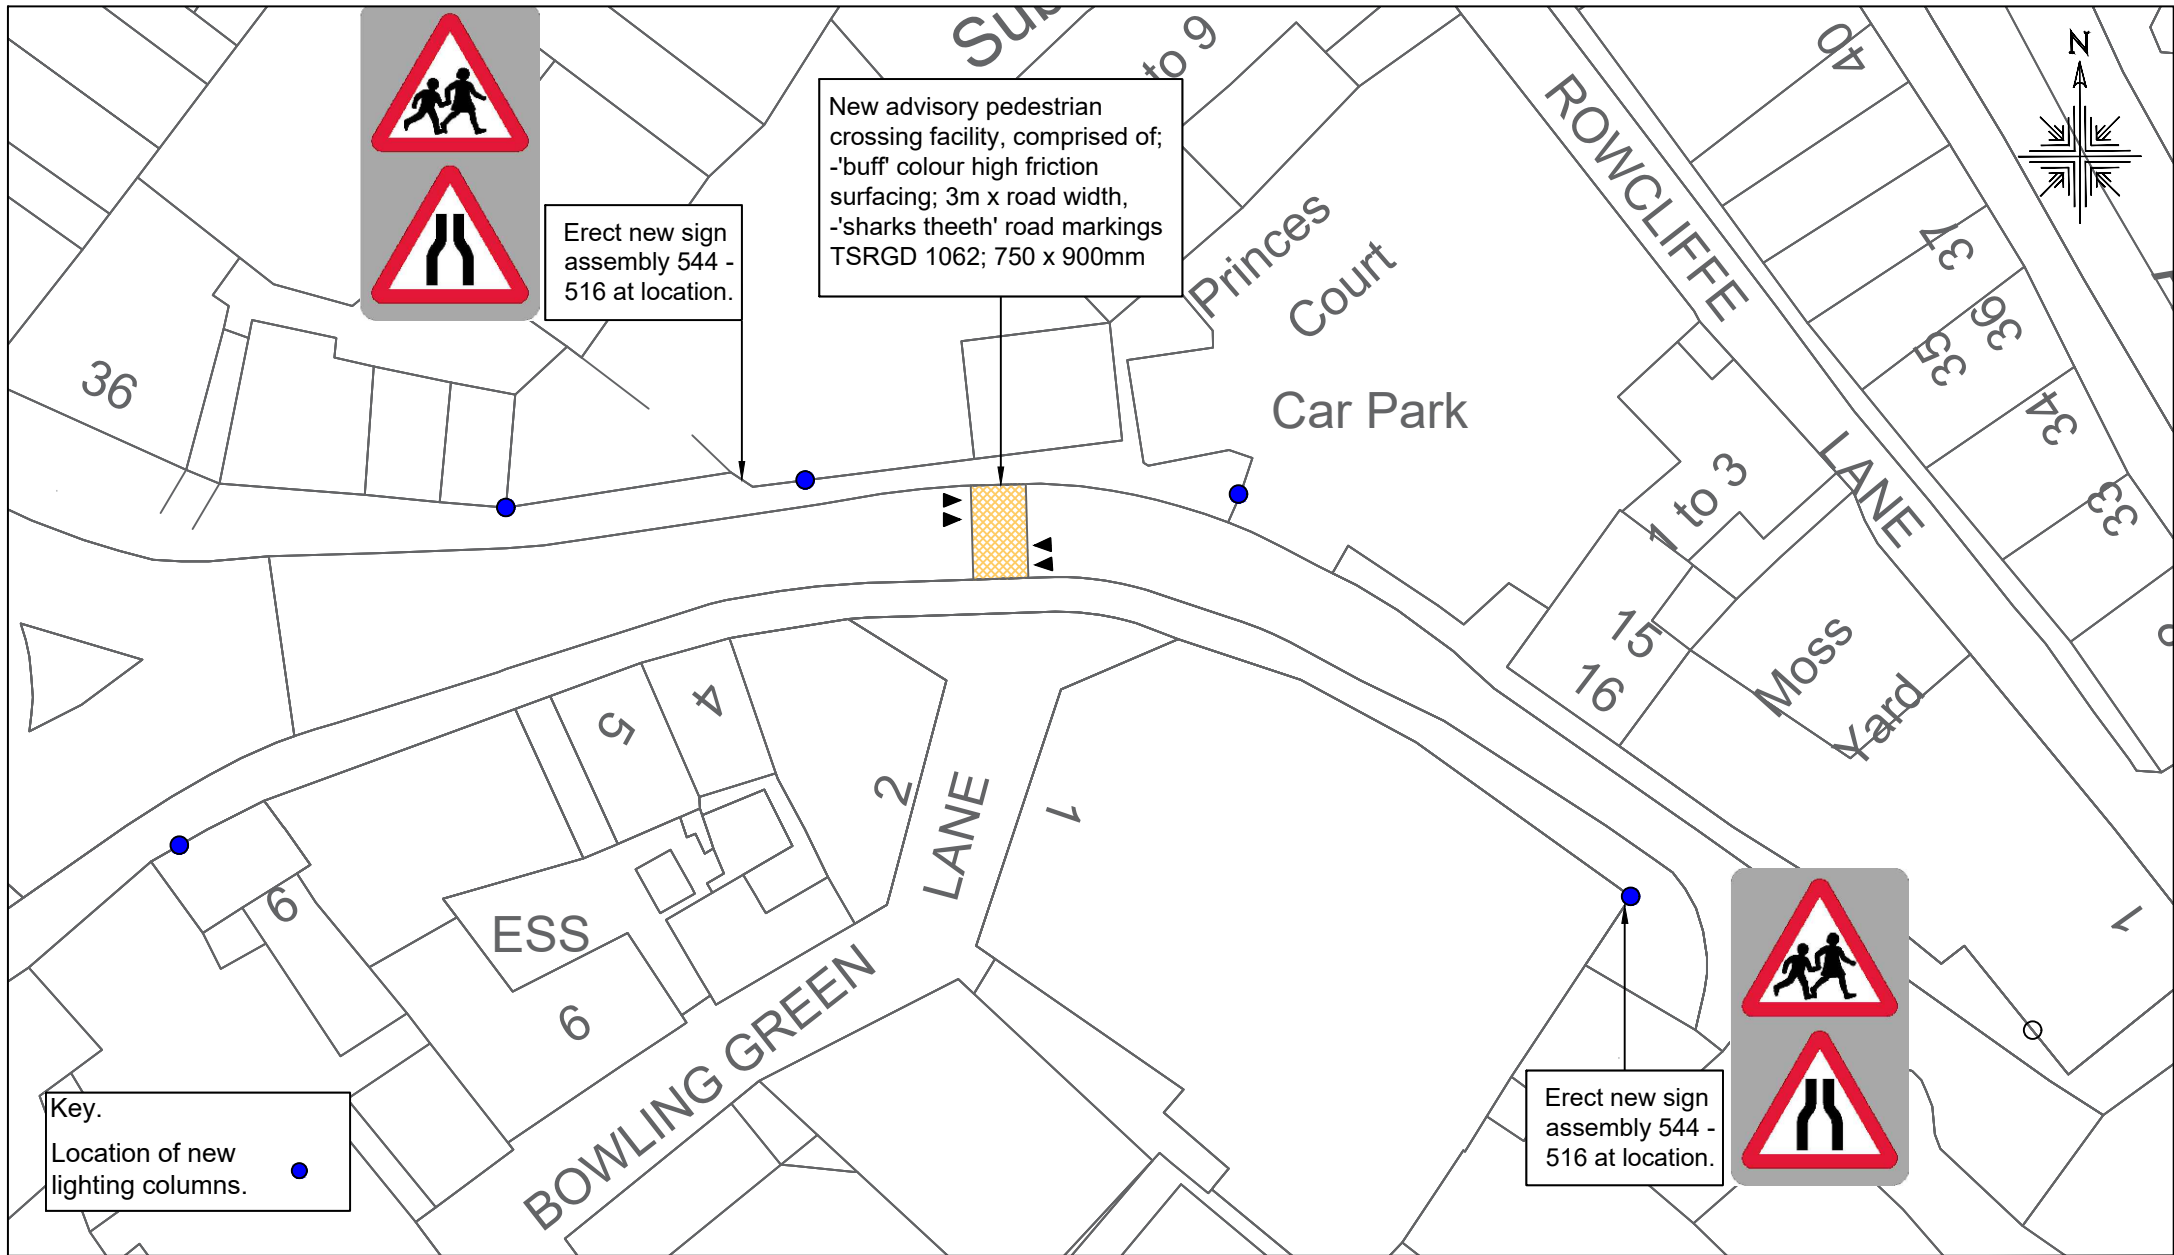 Sub
to 9
40
N
New advisory pedestrian
crossing facility, comprised of;
-'buff' colour high friction
surfacing; 3m x road width,
-'sharks theeth' road markings
TSRGD 1062; 750 x 900mm
Erect new sign
assembly 544 -
516 at location.
ROWCLIFFE
LANE
37
36
35
34
33
Princes
Court
Car Park
36
1 to 3
15
16
Moss
Yard
5
4
2
LANE
1
1
9
ESS
6
BOWLING GREEN
Erect new sign
assembly 544 -
516 at location.
Key.
Location of new
lighting columns.